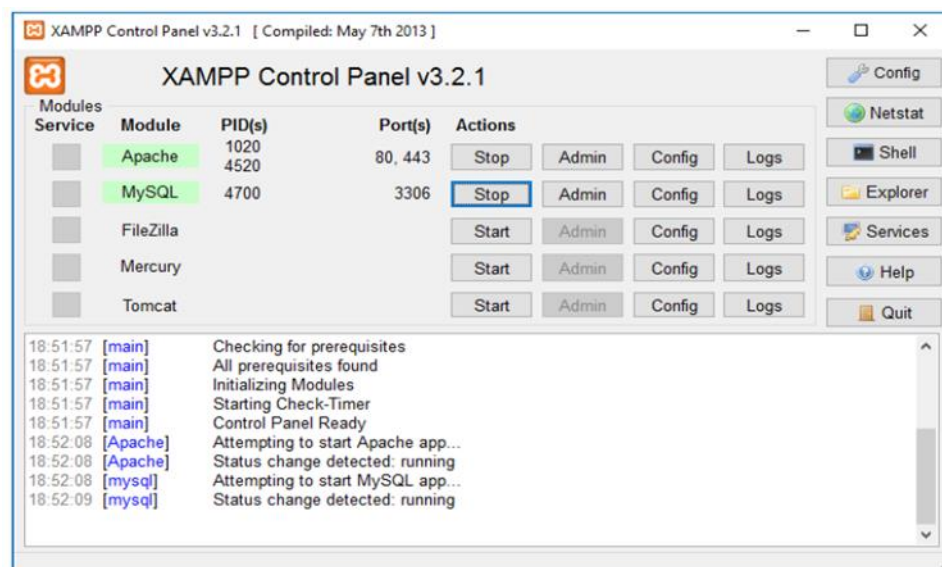 XAMPP Control Panel v3.2.1 [ Compiled: May 7th 2013 ]
XAMPP Control Panel v3.2.1
Config
Modules
Service Module PID(s) Port(s) Actions
Netstat
Apache 1020 4520 80, 443 Stop Admin Config Logs
Shell
MySQL 4700 3306 Stop Admin Config Logs
Explorer
FileZilla Start Admin Config Logs
Services
Mercury Start Admin Config Logs
Help
Tomcat Start Admin Config Logs
Quit
18:51:57 [main] Checking for prerequisites
18:51:57 [main] All prerequisites found
18:51:57 [main] Initializing Modules
18:51:57 [main] Starting Check-Timer
18:51:57 [main] Control Panel Ready
18:52:08 [Apache] Attempting to start Apache app...
18:52:08 [Apache] Status change detected: running
18:52:08 [mysql] Attempting to start MySQL app...
18:52:09 [mysql] Status change detected: running